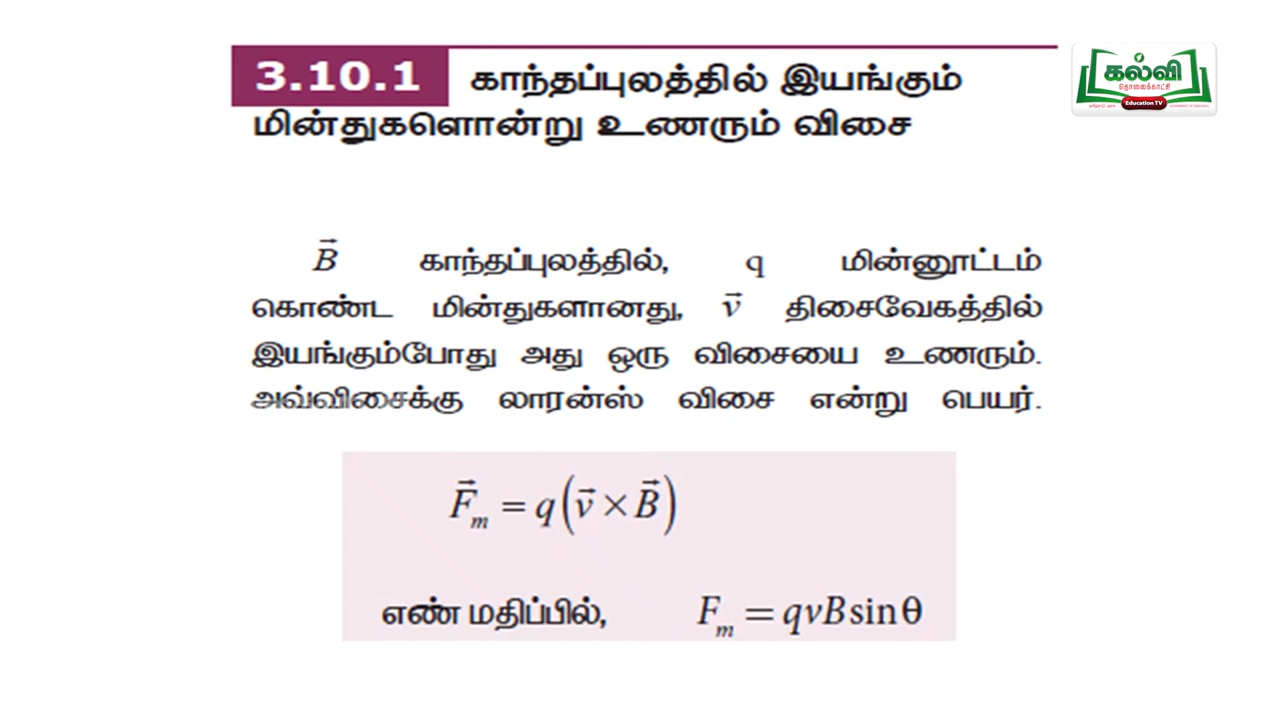 3.10.1 காந்தப்புலத்தில் இயங்கும்
மின்துகளொன்று உணரும் விசை
கல்வி
தொலைக்காட்சி
Education TV
B⃗ காந்தப்புலத்தில், q மின்னூட்டம்
கொண்ட மின்துகளானது, v⃗ திசைவேகத்தில்
இயங்கும்போது அது ஒரு விசையை உணரும்.
அவ்விசைக்கு லாரன்ஸ் விசை என்று பெயர்.
F⃗ₘ = q(v⃗ × B⃗)
எண் மதிப்பில், Fₘ = qvB sin θ